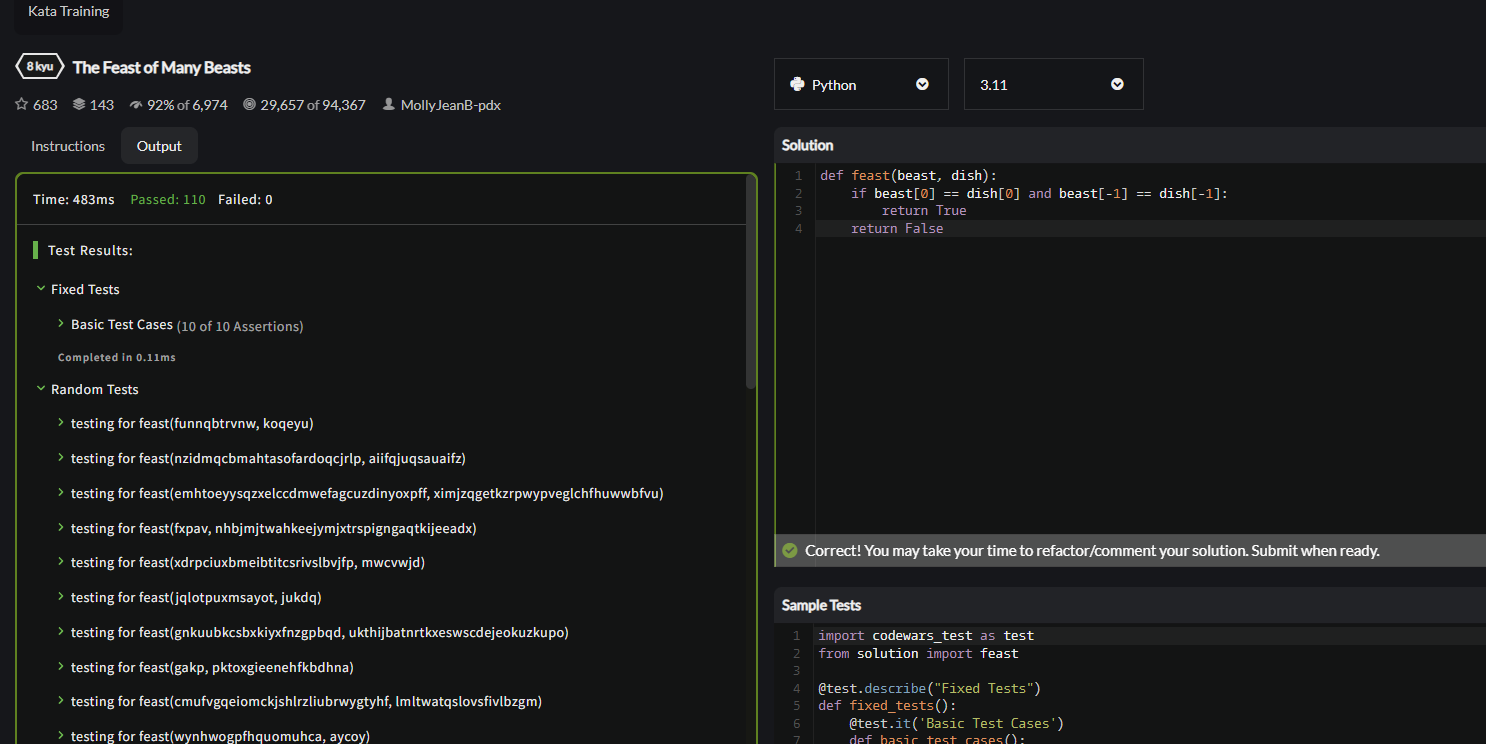 Kata Training
8 kyu The Feast of Many Beasts
683 143 92% of 6,974 29,657 of 94,367 MollyJeanB-pdx
Instructions Output
Time: 483ms Passed: 110 Failed: 0
Test Results:
Fixed Tests
Basic Test Cases (10 of 10 Assertions)
Completed in 0.11ms
Random Tests
testing for feast(funnqbtrvnw, koqeyu)
testing for feast(nzidmqcbmahtasofardoqcjrlp, aiifqjuqsauaifz)
testing for feast(emhtoeyysqzxelccdmwefagcuzdinyoxpff, ximjzqgetkzrpwypveglchfhuwwbfvu)
testing for feast(fxpav, nhbjmjtwahkeejymjxtrspigngaqtkijeeadx)
testing for feast(xdrpciuxbmeibtitcsrivslbvjfp, mwcvwjd)
testing for feast(jqlotpuxmsayot, jukdq)
testing for feast(gnkuubkcsbxkiyxfnzgpbqd, ukthijbatnrtkxeswscdejeokuzkupo)
testing for feast(gakp, pktoxgieenehfkbdhna)
testing for feast(cmufvgqeiomckjshlrzliubrwygtyhf, lmltwatqslovsfivlbzgm)
testing for feast(wynhwogpfhquomuhca, aycoy)
Python 3.11
Solution
1 def feast(beast, dish):
2     if beast[0] == dish[0] and beast[-1] == dish[-1]:
3         return True
4     return False
Correct! You may take your time to refactor/comment your solution. Submit when ready.
Sample Tests
1 import codewars_test as test
2 from solution import feast
3
4 @test.describe("Fixed Tests")
5 def fixed_tests():
6     @test.it('Basic Test Cases')
7     def basic_test_cases():